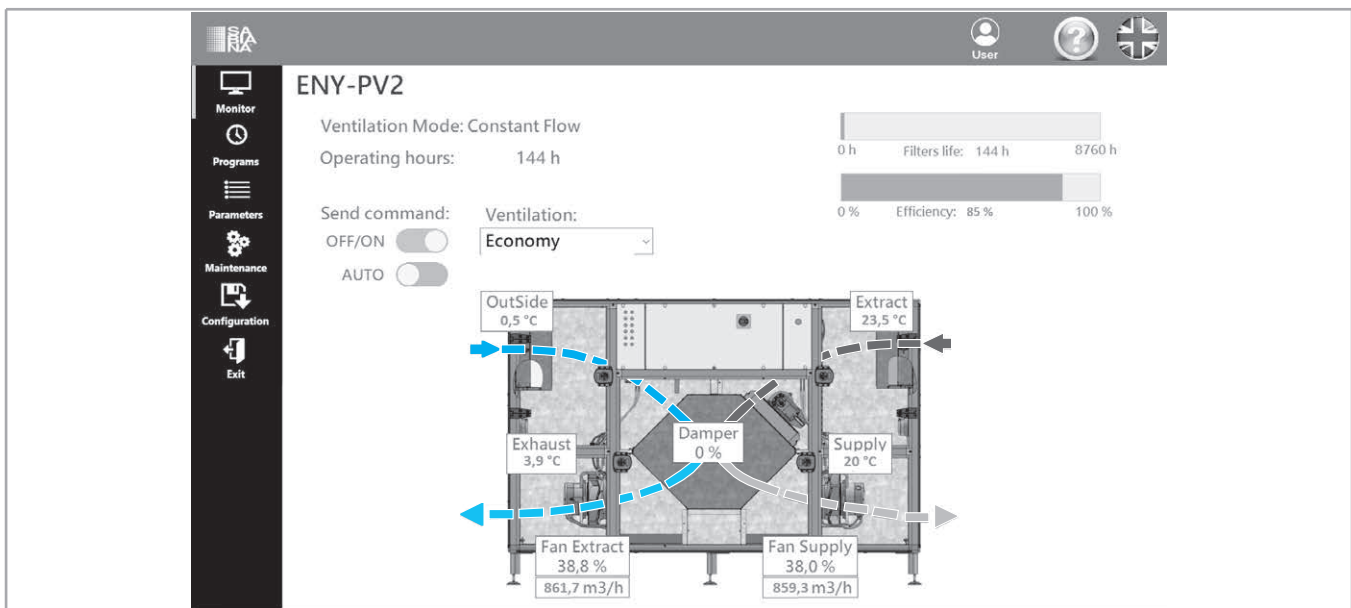 SABIANA
User
?
Monitor
Programs
Parameters
Maintenance
Configuration
Exit
ENY-PV2
Ventilation Mode: Constant Flow
Operating hours: 144 h
0 h Filters life: 144 h 8760 h
0 % Efficiency: 85 % 100 %
Send command: Ventilation:
OFF/ON Economy
AUTO
OutSide
0,5 °C
Extract
23,5 °C
Damper
0 %
Exhaust
3,9 °C
Supply
20 °C
Fan Extract
38,8 %
861,7 m3/h
Fan Supply
38,0 %
859,3 m3/h